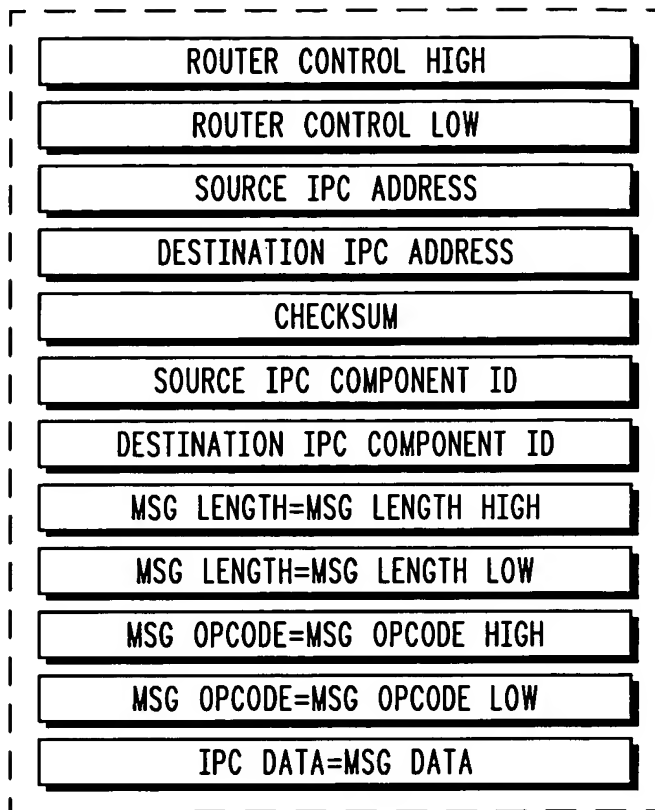 ROUTER CONTROL HIGH
ROUTER CONTROL LOW
SOURCE IPC ADDRESS
DESTINATION IPC ADDRESS
CHECKSUM
SOURCE IPC COMPONENT ID
DESTINATION IPC COMPONENT ID
MSG LENGTH=MSG LENGTH HIGH
MSG LENGTH=MSG LENGTH LOW
MSG OPCODE=MSG OPCODE HIGH
MSG OPCODE=MSG OPCODE LOW
IPC DATA=MSG DATA